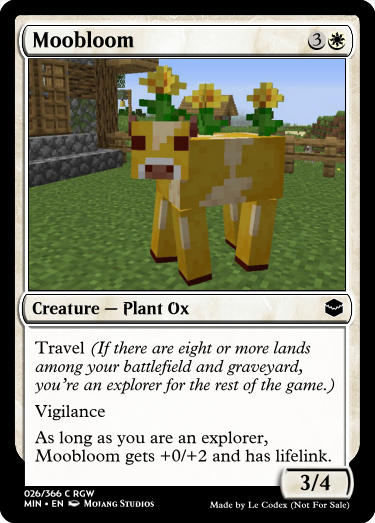 Moobloom 3
Creature — Plant Ox
Travel (If there are eight or more lands
among your battlefield and graveyard,
you're an explorer for the rest of the game.)
Vigilance
As long as you are an explorer,
Moobloom gets +0/+2 and has lifelink.
3/4
026/366 C RGW
MIN • EN Mojang Studios
Made by Le Codex (Not For Sale)